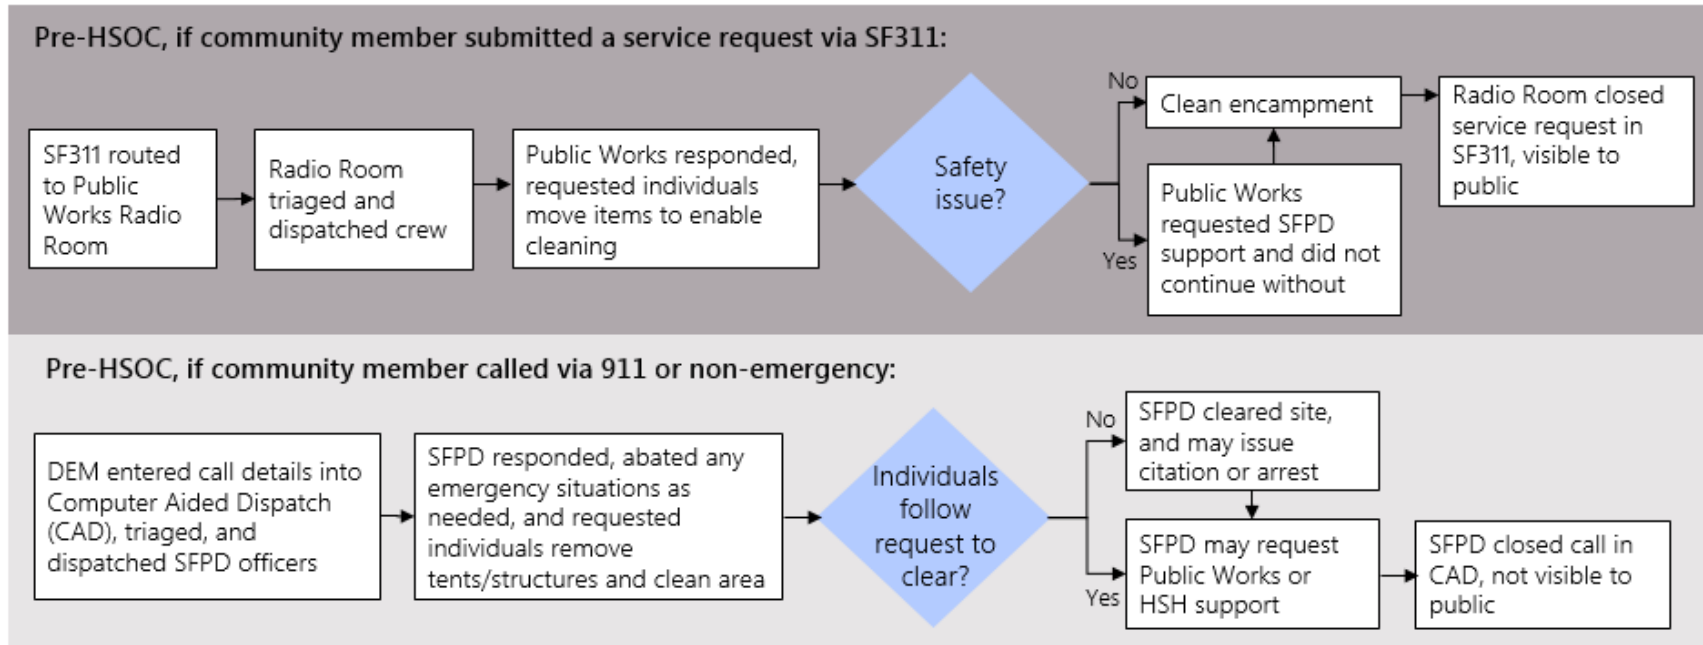 Pre-HSOC, if community member submitted a service request via SF311:
SF311 routed
to Public
Works Radio
Room
Radio Room
triaged and
dispatched crew
Public Works responded,
requested individuals
move items to enable
cleaning
Safety
issue?
No
Clean encampment
Yes
Public Works
requested SFPD
support and did not
continue without
Radio Room closed
service request in
SF311, visible to
public
Pre-HSOC, if community member called via 911 or non-emergency:
DEM entered call details into
Computer Aided Dispatch
(CAD), triaged, and
dispatched SFPD officers
SFPD responded, abated any
emergency situations as
needed, and requested
individuals remove
tents/structures and clean area
Individuals
follow
request to
clear?
No
SFPD cleared site,
and may issue
citation or arrest
Yes
SFPD may request
Public Works or
HSH support
SFPD closed call in
CAD, not visible to
public